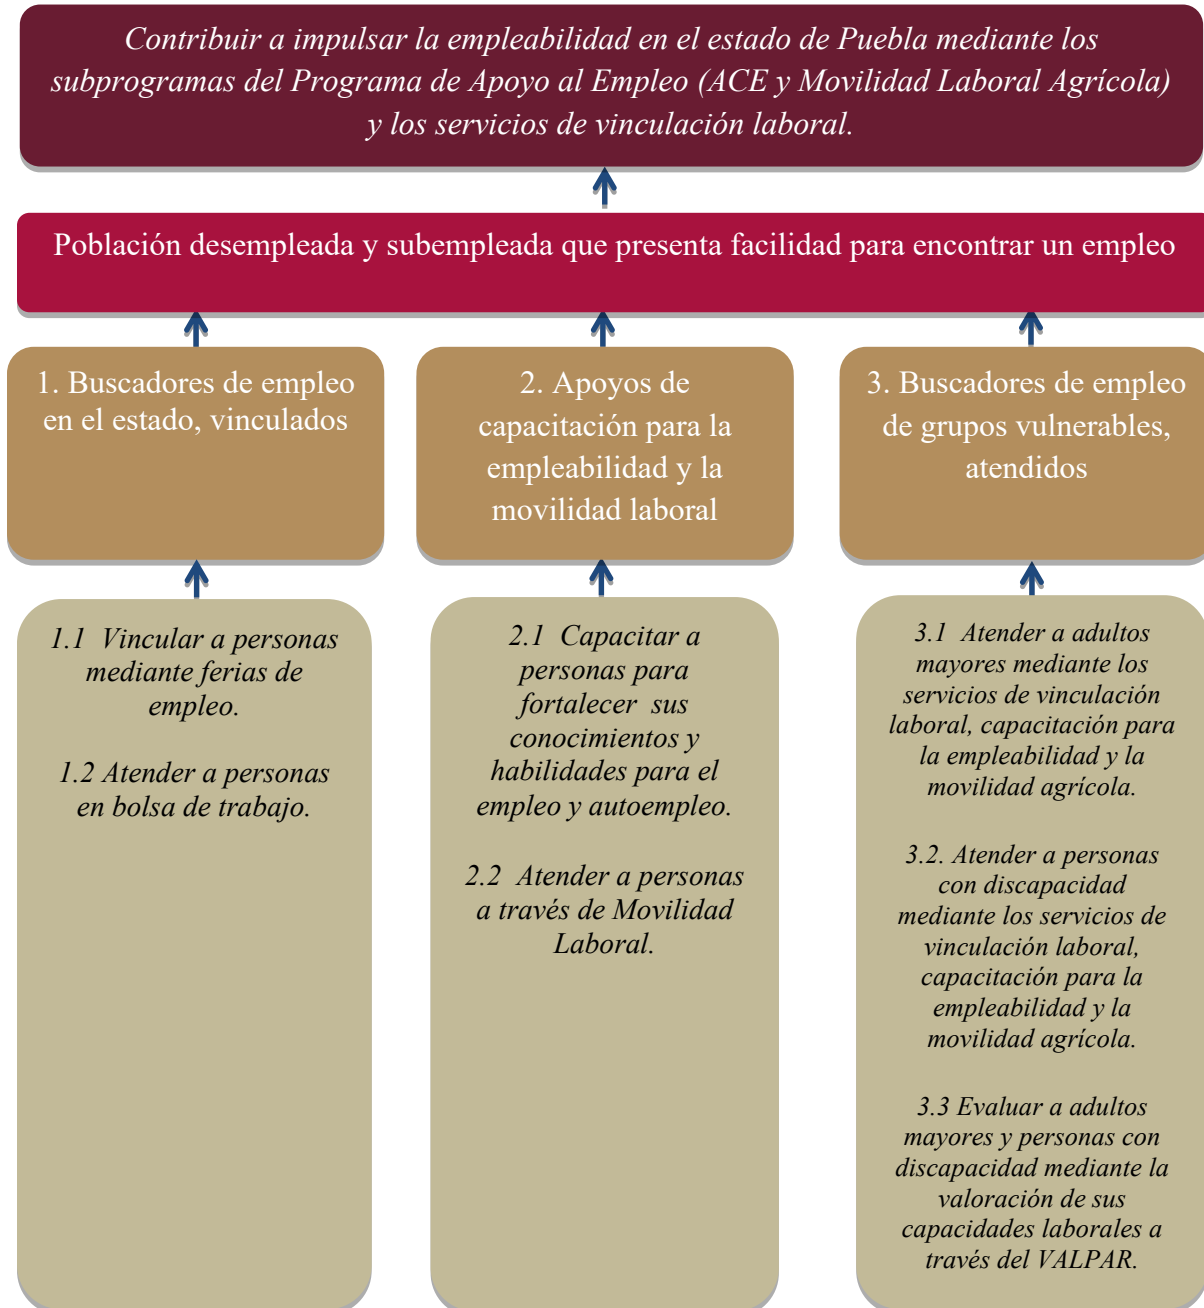 Contribuir a impulsar la empleabilidad en el estado de Puebla mediante los
subprogramas del Programa de Apoyo al Empleo (ACE y Movilidad Laboral Agrícola)
y los servicios de vinculación laboral.
Población desempleada y subempleada que presenta facilidad para encontrar un empleo
1. Buscadores de empleo
en el estado, vinculados
2. Apoyos de
capacitación para la
empleabilidad y la
movilidad laboral
3. Buscadores de empleo
de grupos vulnerables,
atendidos
1.1 Vincular a personas
mediante ferias de
empleo.
1.2 Atender a personas
en bolsa de trabajo.
2.1 Capacitar a
personas para
fortalecer sus
conocimientos y
habilidades para el
empleo y autoempleo.
2.2 Atender a personas
a través de Movilidad
Laboral.
3.1 Atender a adultos
mayores mediante los
servicios de vinculación
laboral, capacitación para
la empleabilidad y la
movilidad agrícola.
3.2. Atender a personas
con discapacidad
mediante los servicios de
vinculación laboral,
capacitación para la
empleabilidad y la
movilidad agrícola.
3.3 Evaluar a adultos
mayores y personas con
discapacidad mediante la
valoración de sus
capacidades laborales a
través del VALPAR.